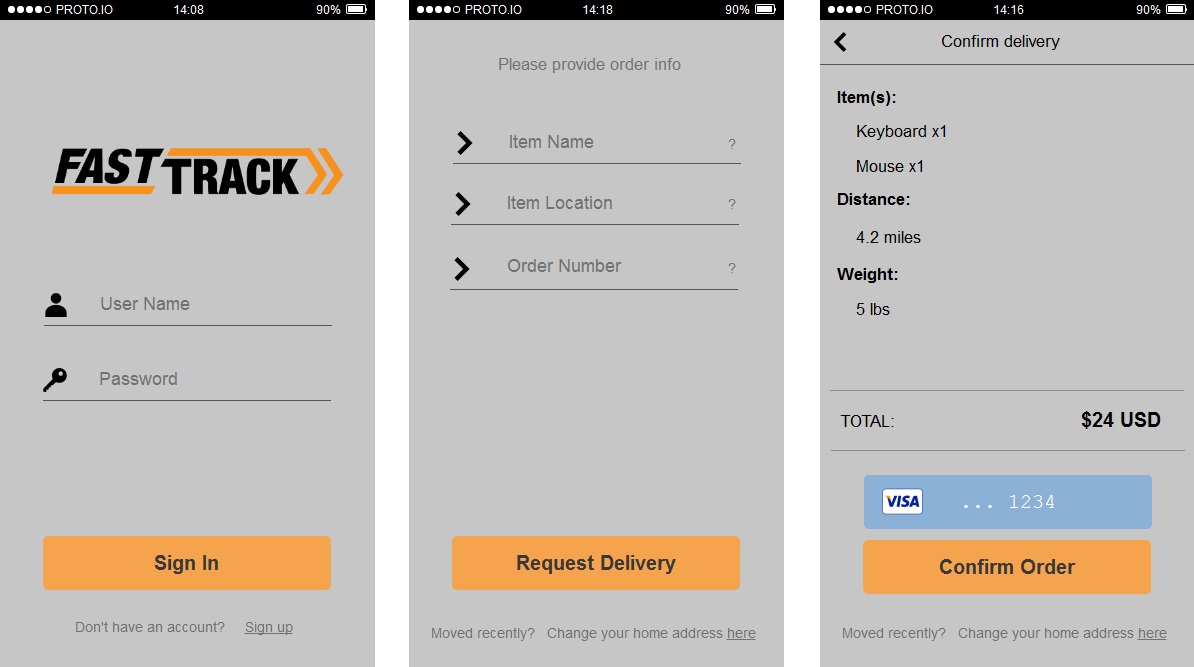 PROTO.IO 14:08 90%
FAST TRACK
User Name
Password
Sign In
Don't have an account? Sign up
PROTO.IO 14:18 90%
Please provide order info
Item Name ?
Item Location ?
Order Number ?
Request Delivery
Moved recently? Change your home address here
PROTO.IO 14:16 90%
Confirm delivery
Item(s):
Keyboard x1
Mouse x1
Distance:
4.2 miles
Weight:
5 lbs
TOTAL: $24 USD
VISA ... 1234
Confirm Order
Moved recently? Change your home address here